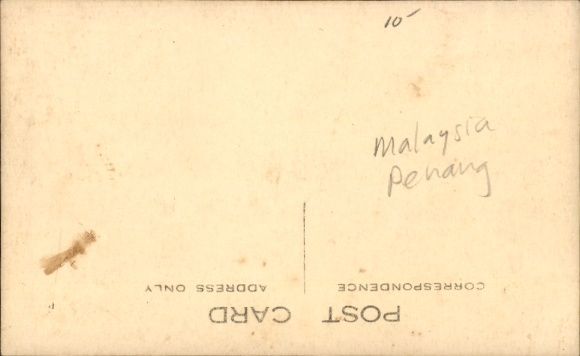 10-
Malaysia
Penang
POST CARD
CORRESPONDENCE
ADDRESS ONLY